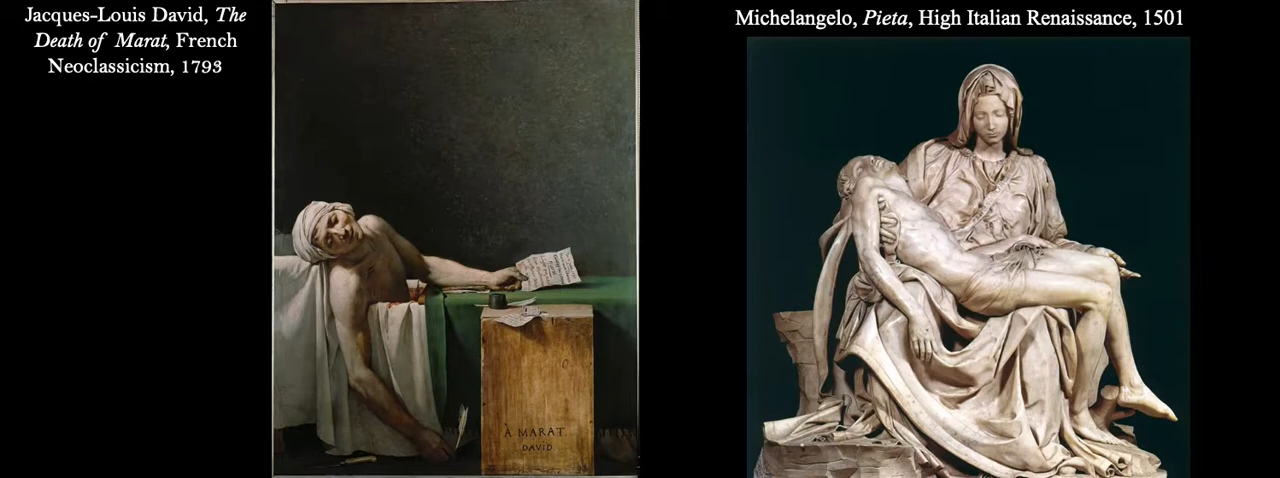 Jacques-Louis David, The
Death of Marat, French
Neoclassicism, 1793
Michelangelo, Pieta, High Italian Renaissance, 1501
À MARAT.
DAVID